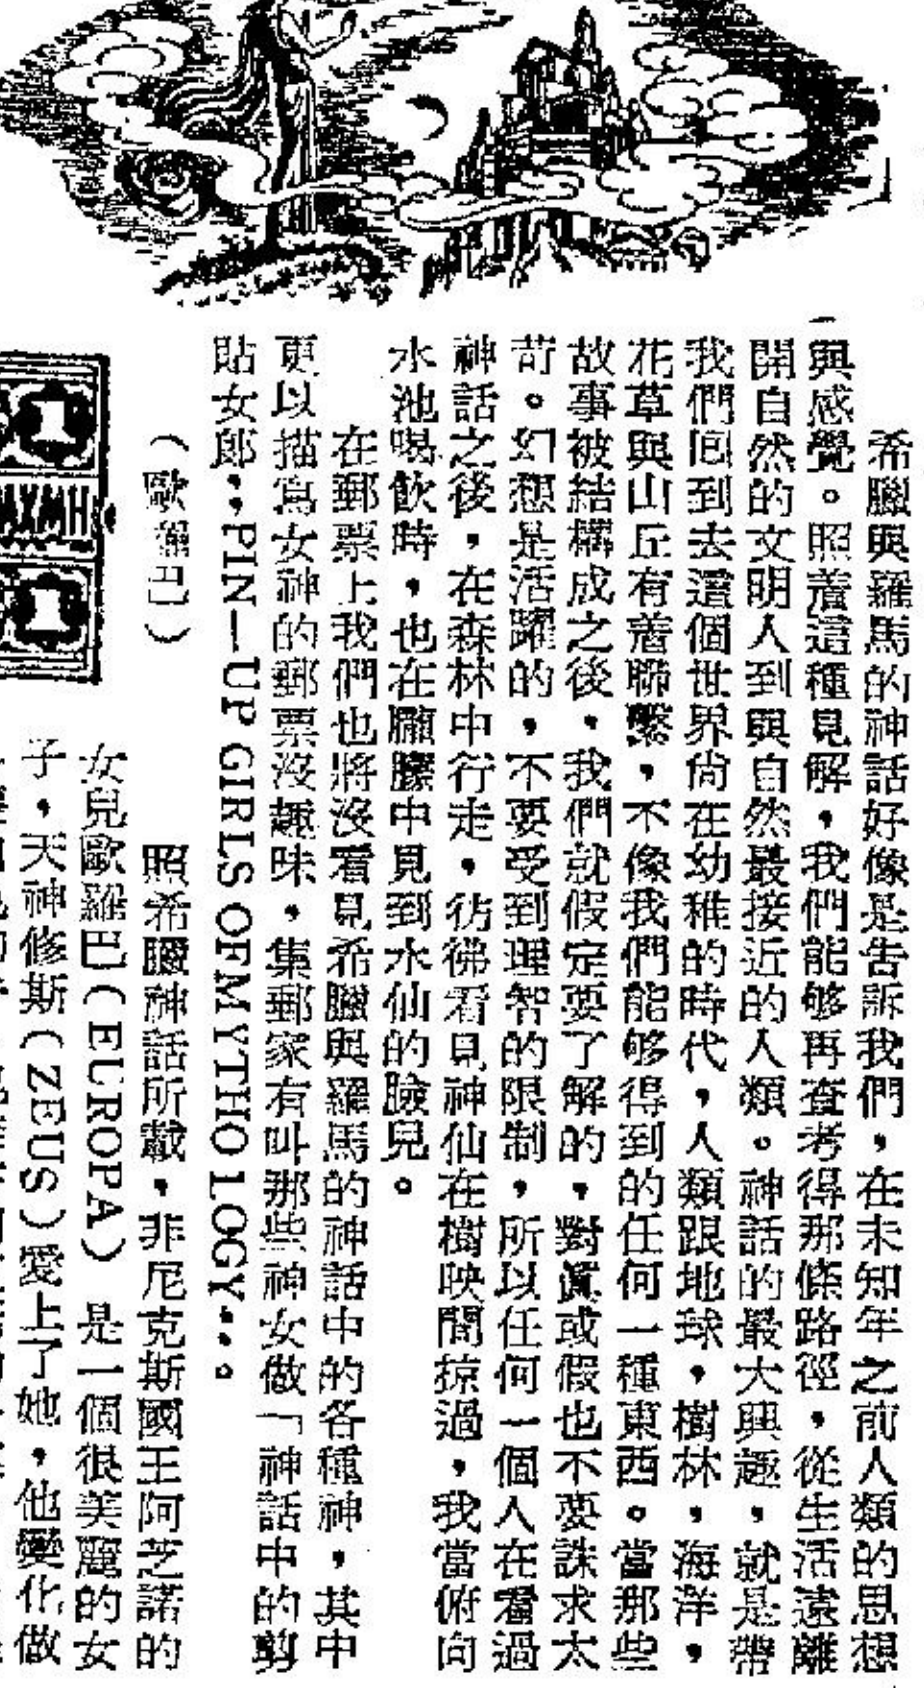 希臘與羅馬的神話好像是告訴我們，在未知年之前人類的思想
與感覺。照着這種見解，我們能够再查考得那條路徑，從生活遠離
開自然的文明人到與自然最接近的人類。神話的最大興趣，就是帶
我們囘到去這個世界尚在幼稚的時代，人類跟地球，樹林，海洋，
花草與山丘有着聯繫，不像我們能够得到的任何一種東西。當那些
故事被結構成之後，我們就假定要了解的，對眞或假也不要誅求太
苛。幻想是活躍的，不要受到理智的限制，所以任何一個人在看過
神話之後，在森林中行走，彷彿看見神仙在樹映間掠過，我當俯向
水池喝飲時，也在朦朧中見到水仙的臉兒。
在郵票上我們也將沒看見希臘與羅馬的神話中的各種神，其中
更以描寫女神的郵票沒趣味，集郵家有叫那些神女做「神話中的剪
貼女郎：PIN—UP GIRLS OFMYTHO LOGY：。
（歐羅巴）
照希臘神話所載，非尼克斯國王阿芝諾的
女兒歐羅巴（EUROPA）是一個很美麗的女
子，天神修斯（ZEUS）愛上了她，他變化做